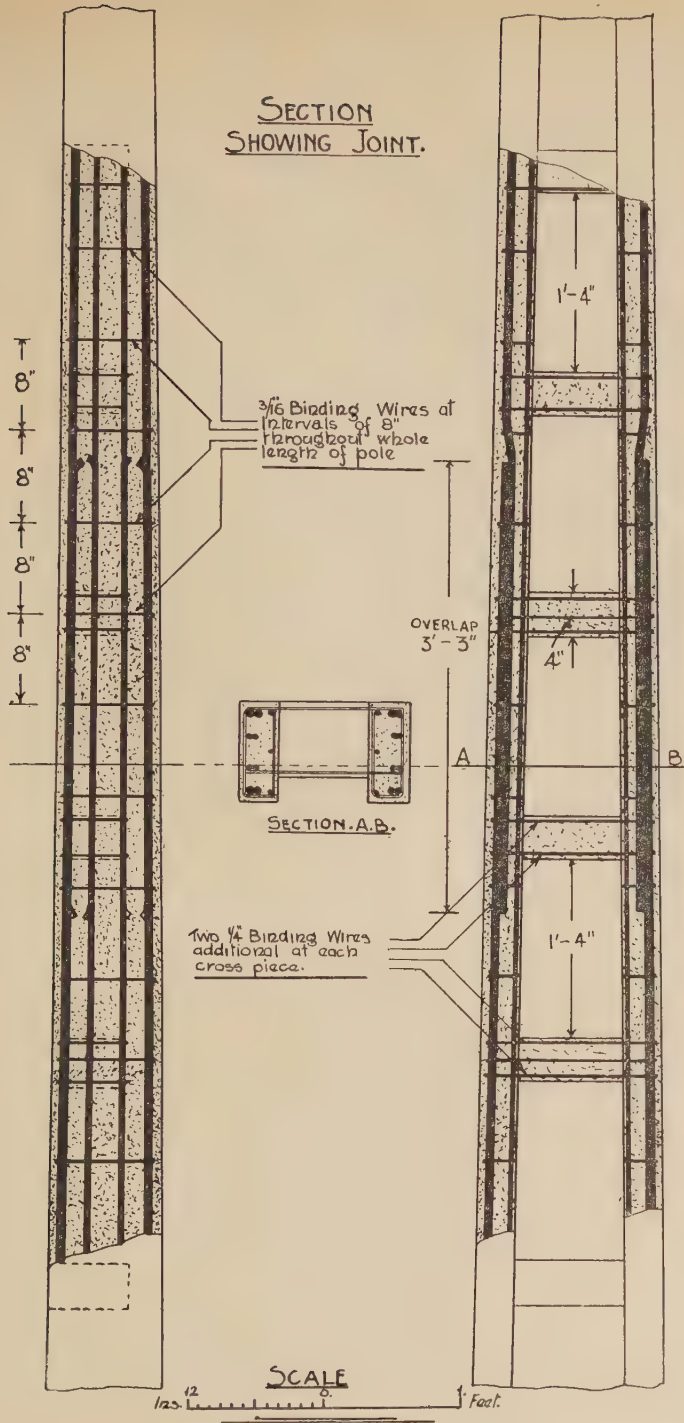 SECTION
SHOWING JOINT.
1'-4"
8"
8"
8"
8"
3/16" Binding Wires at
Intervals of 8"
throughout whole
length of pole
OVERLAP
3'-3"
4"
A
B
SECTION.A.B.
Two 1/4" Binding Wires
additional at each
cross piece.
1'-4"
SCALE
Ins. 12 0. 1. Feet.